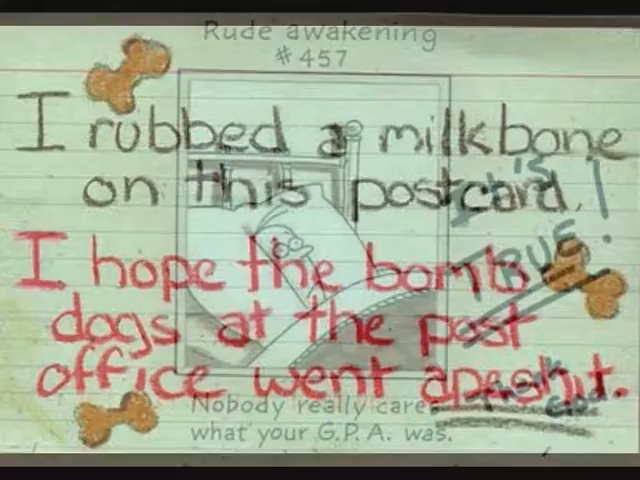 Rude awakening
#457
I rubbed a milkbone
on this postcard.
It's
TRUE!
I hope the bomb
dogs at the post
office went apeshit.
Nobody really cares
what your G.P.A. was.